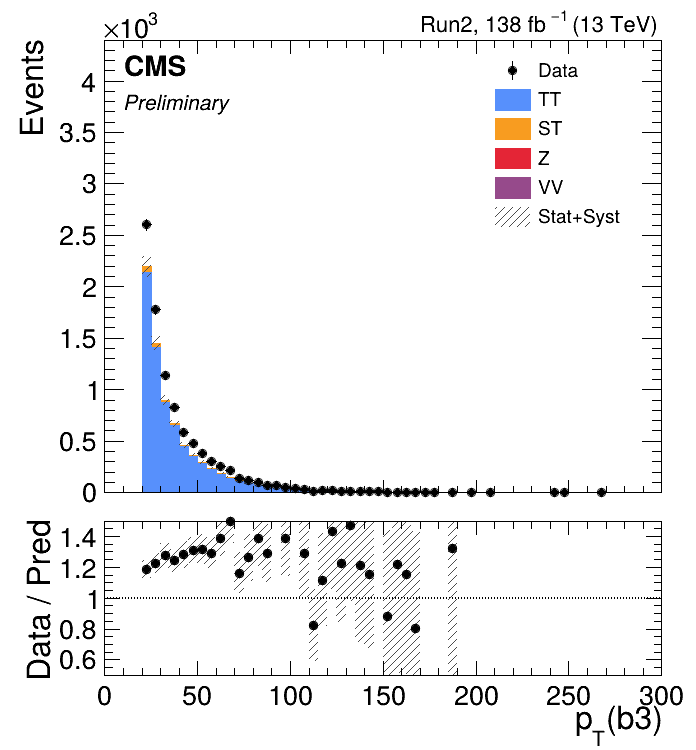 ×10³
Run2, 138 fb⁻¹ (13 TeV)
Events
CMS
Preliminary
Data
TT
ST
Z
VV
Stat+Syst
4
3.5
3
2.5
2
1.5
1
0.5
0
Data / Pred
1.4
1.2
1
0.8
0.6
0 50 100 150 200 250 300
p_T(b3)